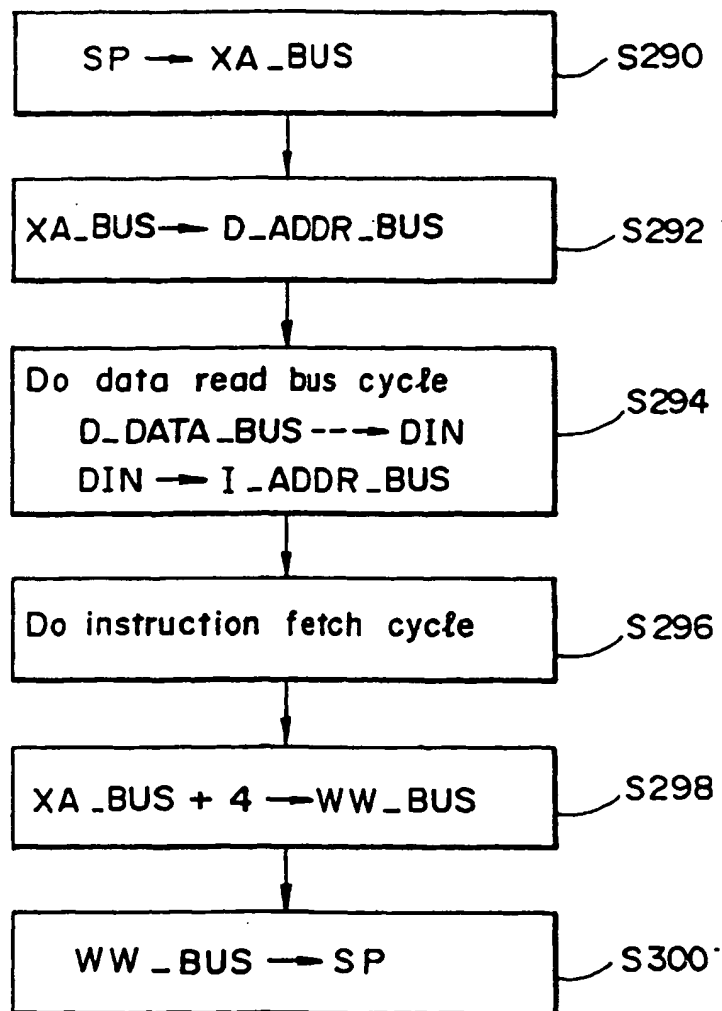 SP → XA_BUS
S290
XA_BUS → D_ADDR_BUS
S292
Do data read bus cycle
D_DATA_BUS --→ DIN
DIN → I_ADDR_BUS
S294
Do instruction fetch cycle
S296
XA_BUS + 4 → WW_BUS
S298
WW_BUS → SP
S300